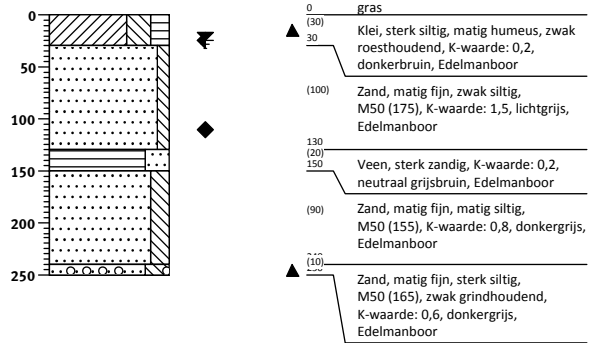 0
50
100
150
200
250
0 gras
(30)
Klei, sterk siltig, matig humeus, zwak
30
roesthoudend, K-waarde: 0,2,
donkerbruin, Edelmanboor
(100) Zand, matig fijn, zwak siltig,
M50 (175), K-waarde: 1,5, lichtgrijs,
Edelmanboor
130
(20)
150 Veen, sterk zandig, K-waarde: 0,2,
neutraal grijsbruin, Edelmanboor
(90) Zand, matig fijn, matig siltig,
M50 (155), K-waarde: 0,8, donkergrijs,
Edelmanboor
(10)
Zand, matig fijn, sterk siltig,
M50 (165), zwak grindhoudend,
K-waarde: 0,6, donkergrijs,
Edelmanboor